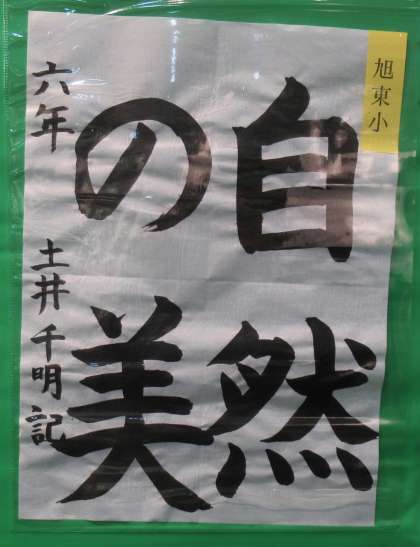 旭東小
自然
の美
六年 土井千明記